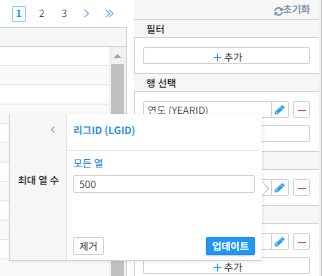 1 2 3
초기화
필터
+ 추가
행 선택
연도 (YEARID)
리그ID (LGID)
모든 열
최대 열 수
500
제거
업데이트
+ 추가